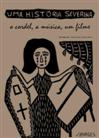 UMA HISTÓRIA SEVERINA
o cordel, a música, um filme